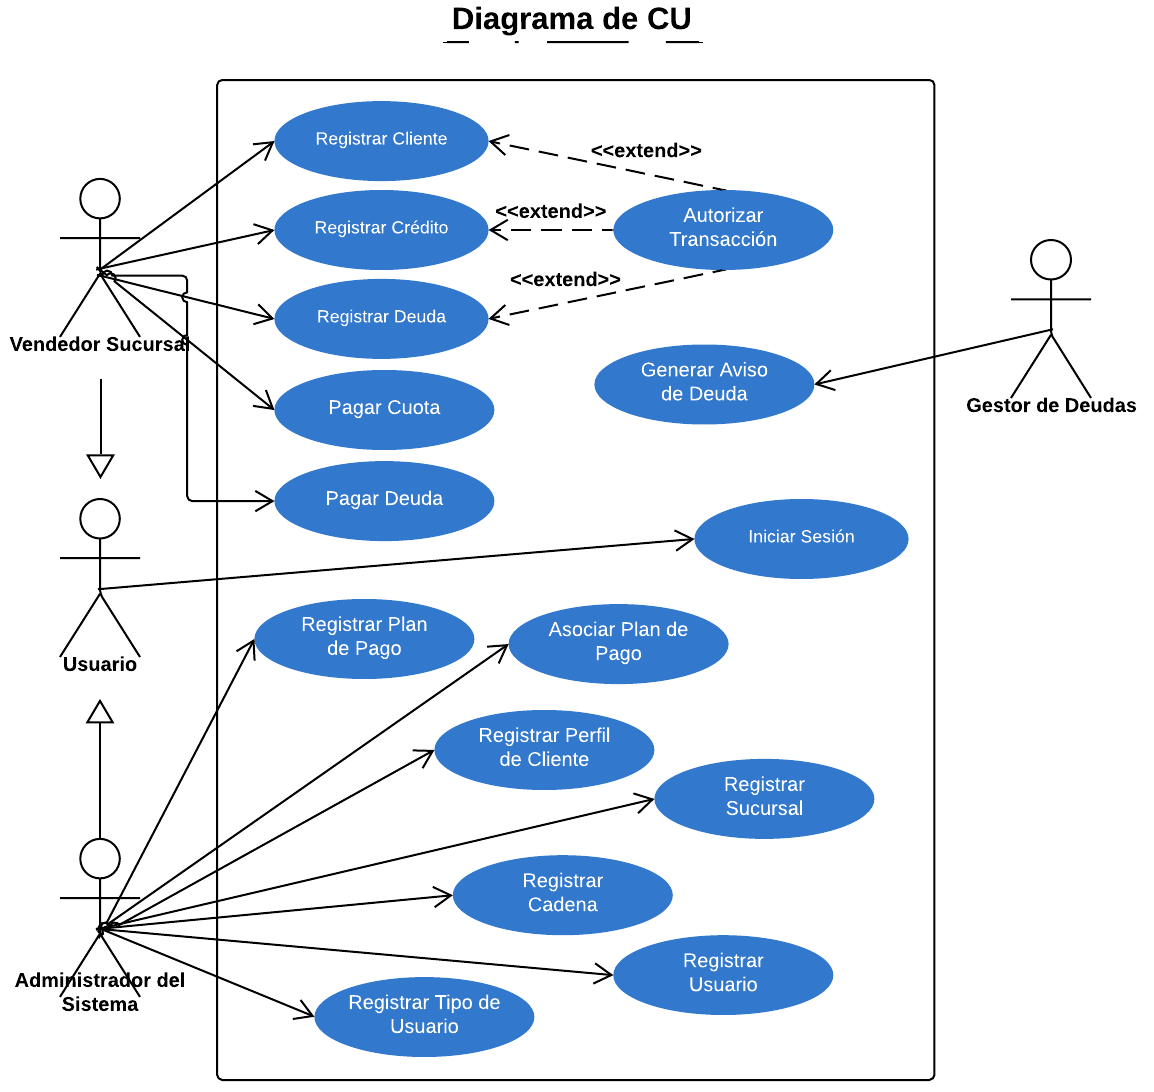 Diagrama de CU
Registrar Cliente
<<extend>>
Registrar Crédito
<<extend>>
Autorizar
Transacción
<<extend>>
Registrar Deuda
Vendedor Sucursal
Generar Aviso
de Deuda
Gestor de Deudas
Pagar Cuota
Pagar Deuda
Iniciar Sesión
Usuario
Registrar Plan
de Pago
Asociar Plan de
Pago
Registrar Perfil
de Cliente
Registrar
Sucursal
Registrar
Cadena
Registrar
Usuario
Administrador del
Sistema
Registrar Tipo de
Usuario